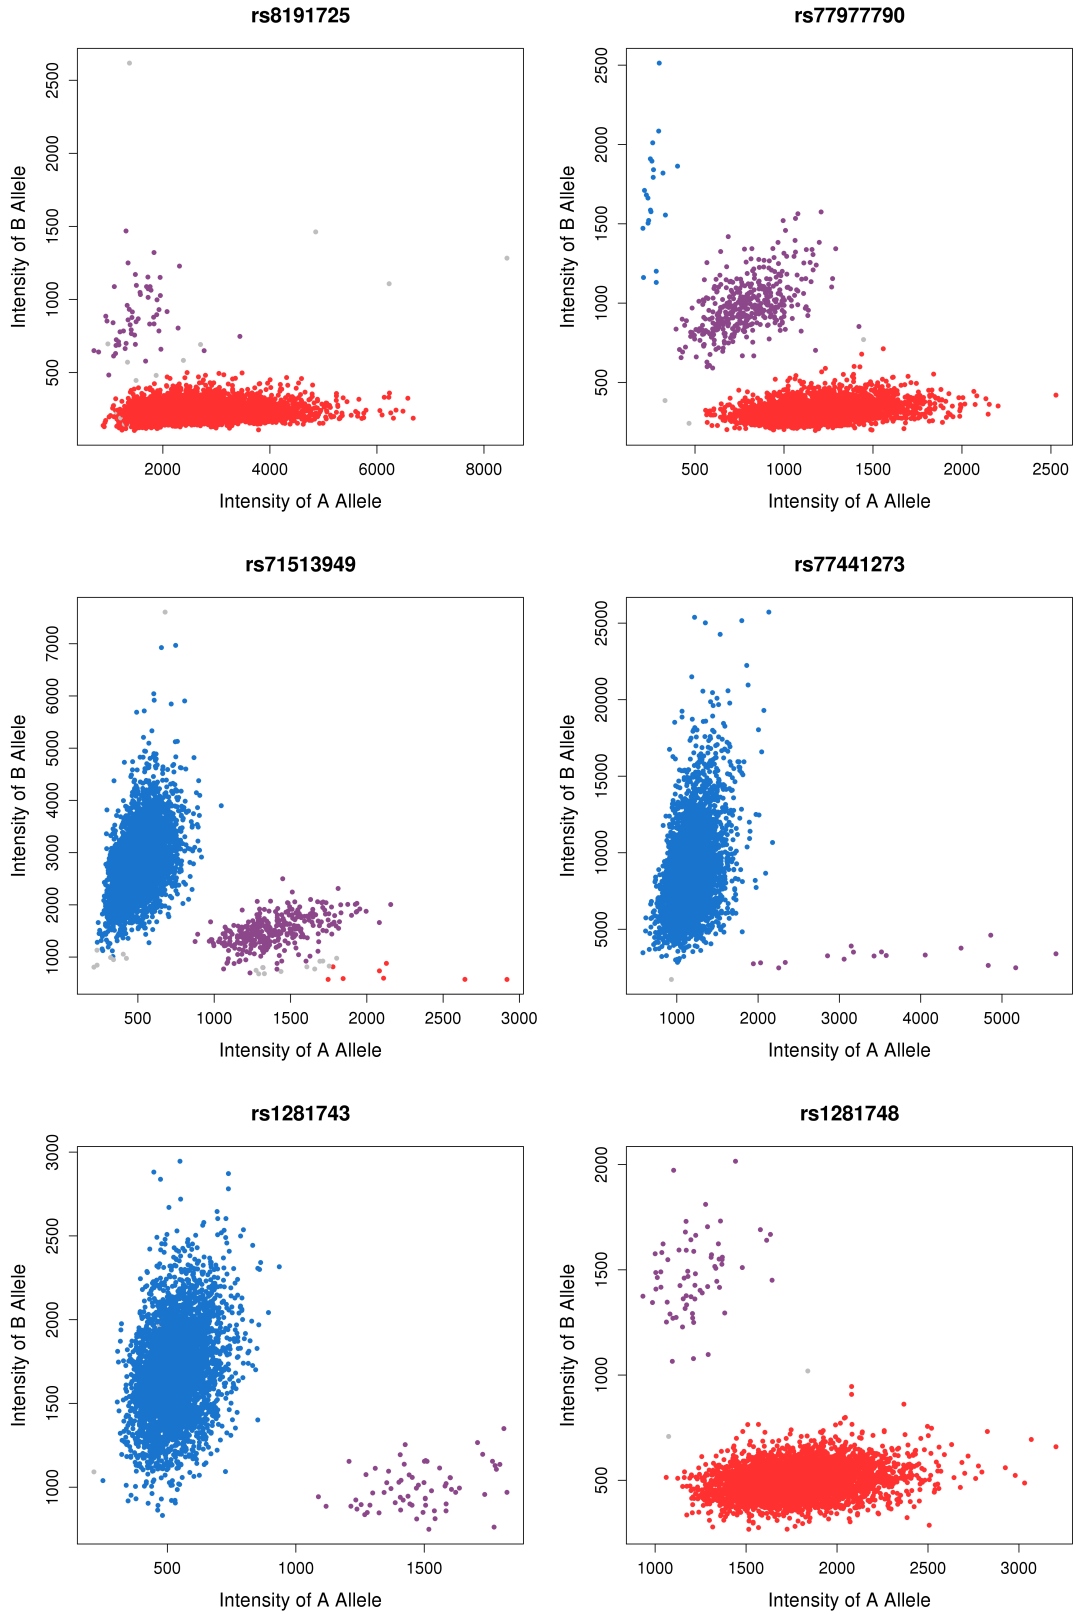 rs8191725
rs77977790
Intensity of B Allele
500 1000 1500 2000 2500
2000 4000 6000 8000
Intensity of A Allele
Intensity of B Allele
500 1000 1500 2000 2500
500 1000 1500 2000 2500
Intensity of A Allele
rs71513949
rs77441273
Intensity of B Allele
1000 2000 3000 4000 5000 6000 7000
500 1000 1500 2000 2500 3000
Intensity of A Allele
Intensity of B Allele
5000 10000 15000 20000 25000
1000 2000 3000 4000 5000
Intensity of A Allele
rs1281743
rs1281748
Intensity of B Allele
1000 1500 2000 2500 3000
500 1000 1500
Intensity of A Allele
Intensity of B Allele
500 1000 1500 2000
1000 1500 2000 2500 3000
Intensity of A Allele